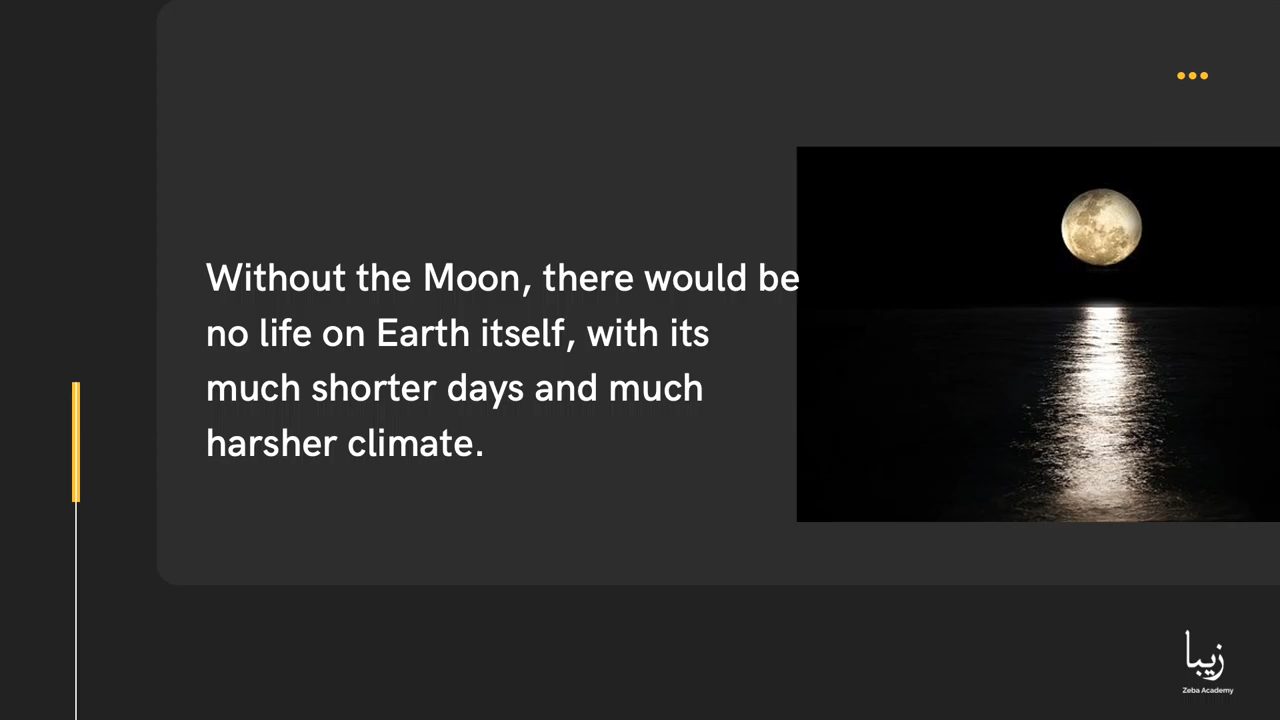 Without the Moon, there would be
no life on Earth itself, with its
much shorter days and much
harsher climate.
زيبا
Zeba Academy